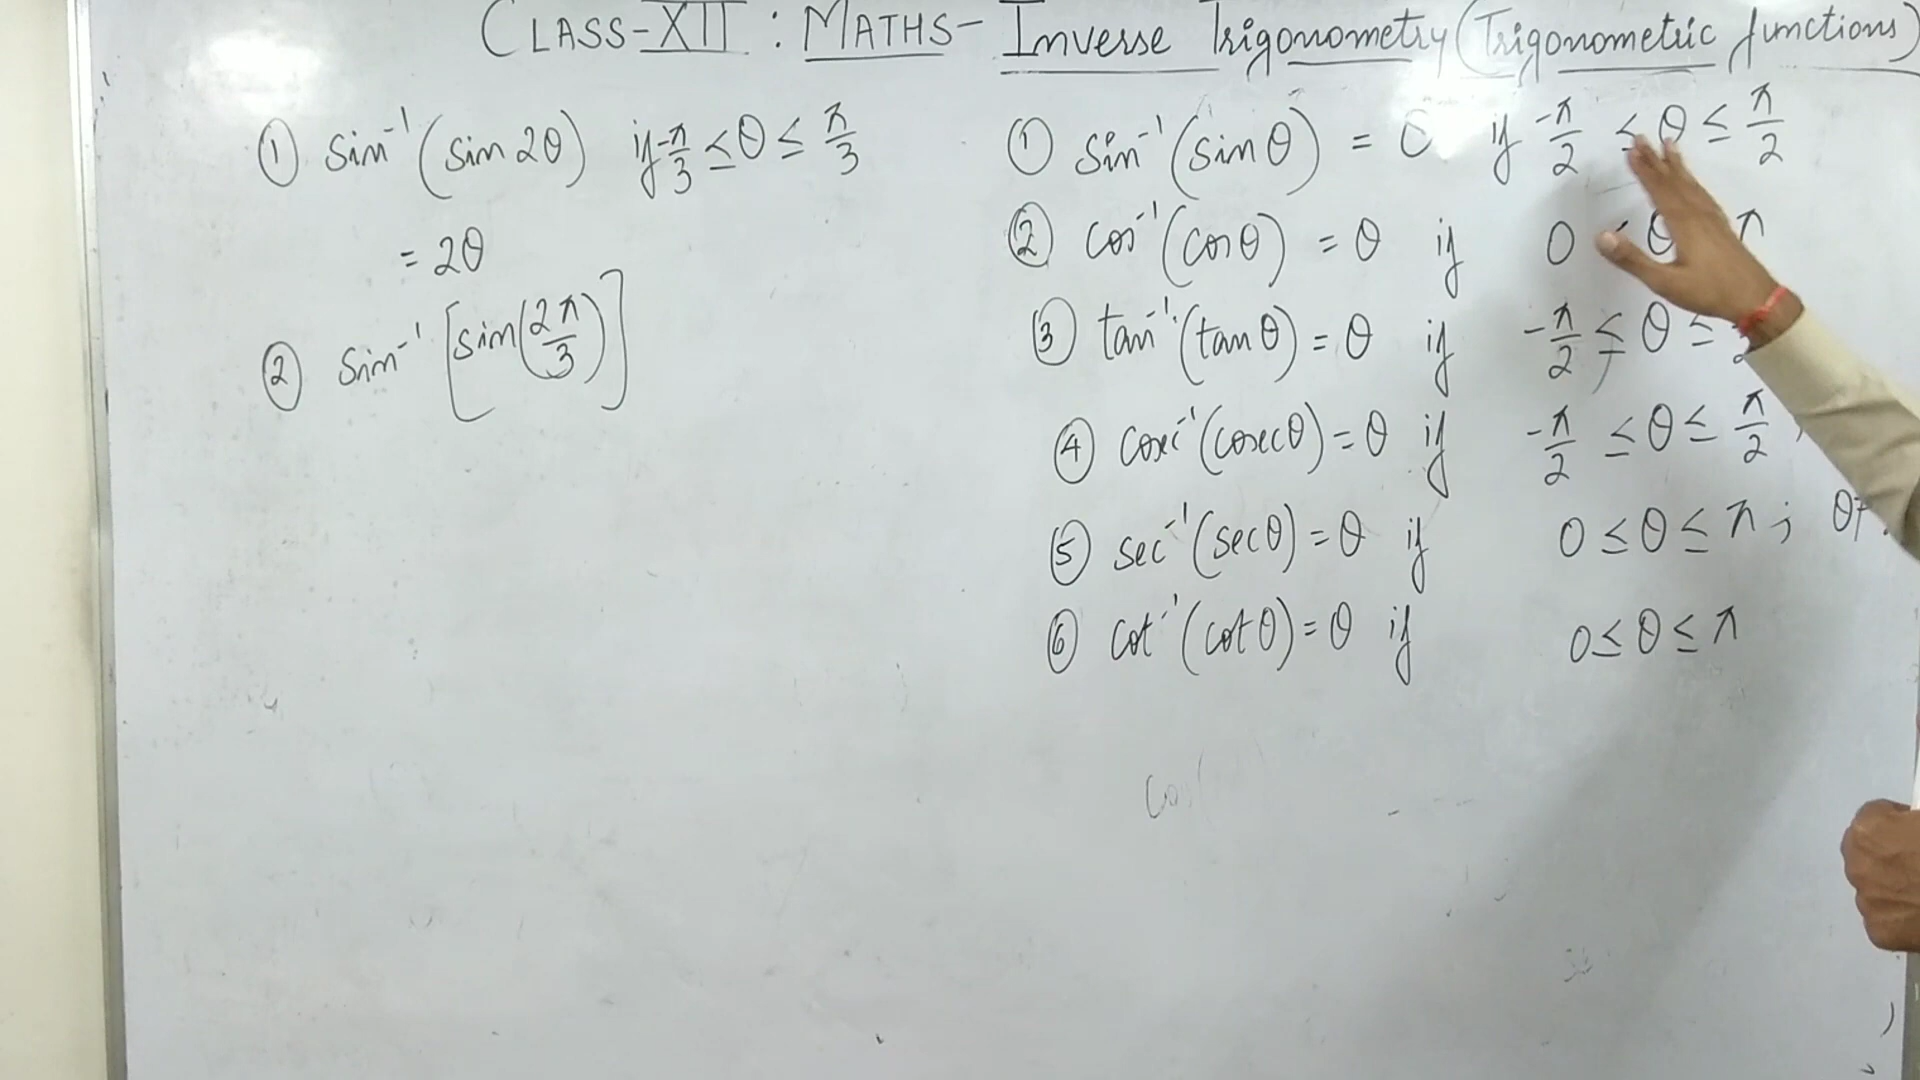 CLASS-XII : MATHS- Inverse Trigonometry (Trigonometric functions)
① Sin⁻¹(sin 2θ) if -π/3 ≤ θ ≤ π/3
= 2θ
② Sin⁻¹[sin(2π/3)]
① Sin⁻¹(sin θ) = θ if -π/2 ≤ θ ≤ π/2
② cos⁻¹(cos θ) = θ if 0 ≤ θ π
③ tan⁻¹(tan θ) = θ if -π/2 ≤ θ ≤
④ cosec⁻¹(cosec θ) = θ if -π/2 ≤ θ ≤ π/2 ,
⑤ sec⁻¹(sec θ) = θ if 0 ≤ θ ≤ π ; θ≠
⑥ cot⁻¹(cot θ) = θ if 0 ≤ θ ≤ π